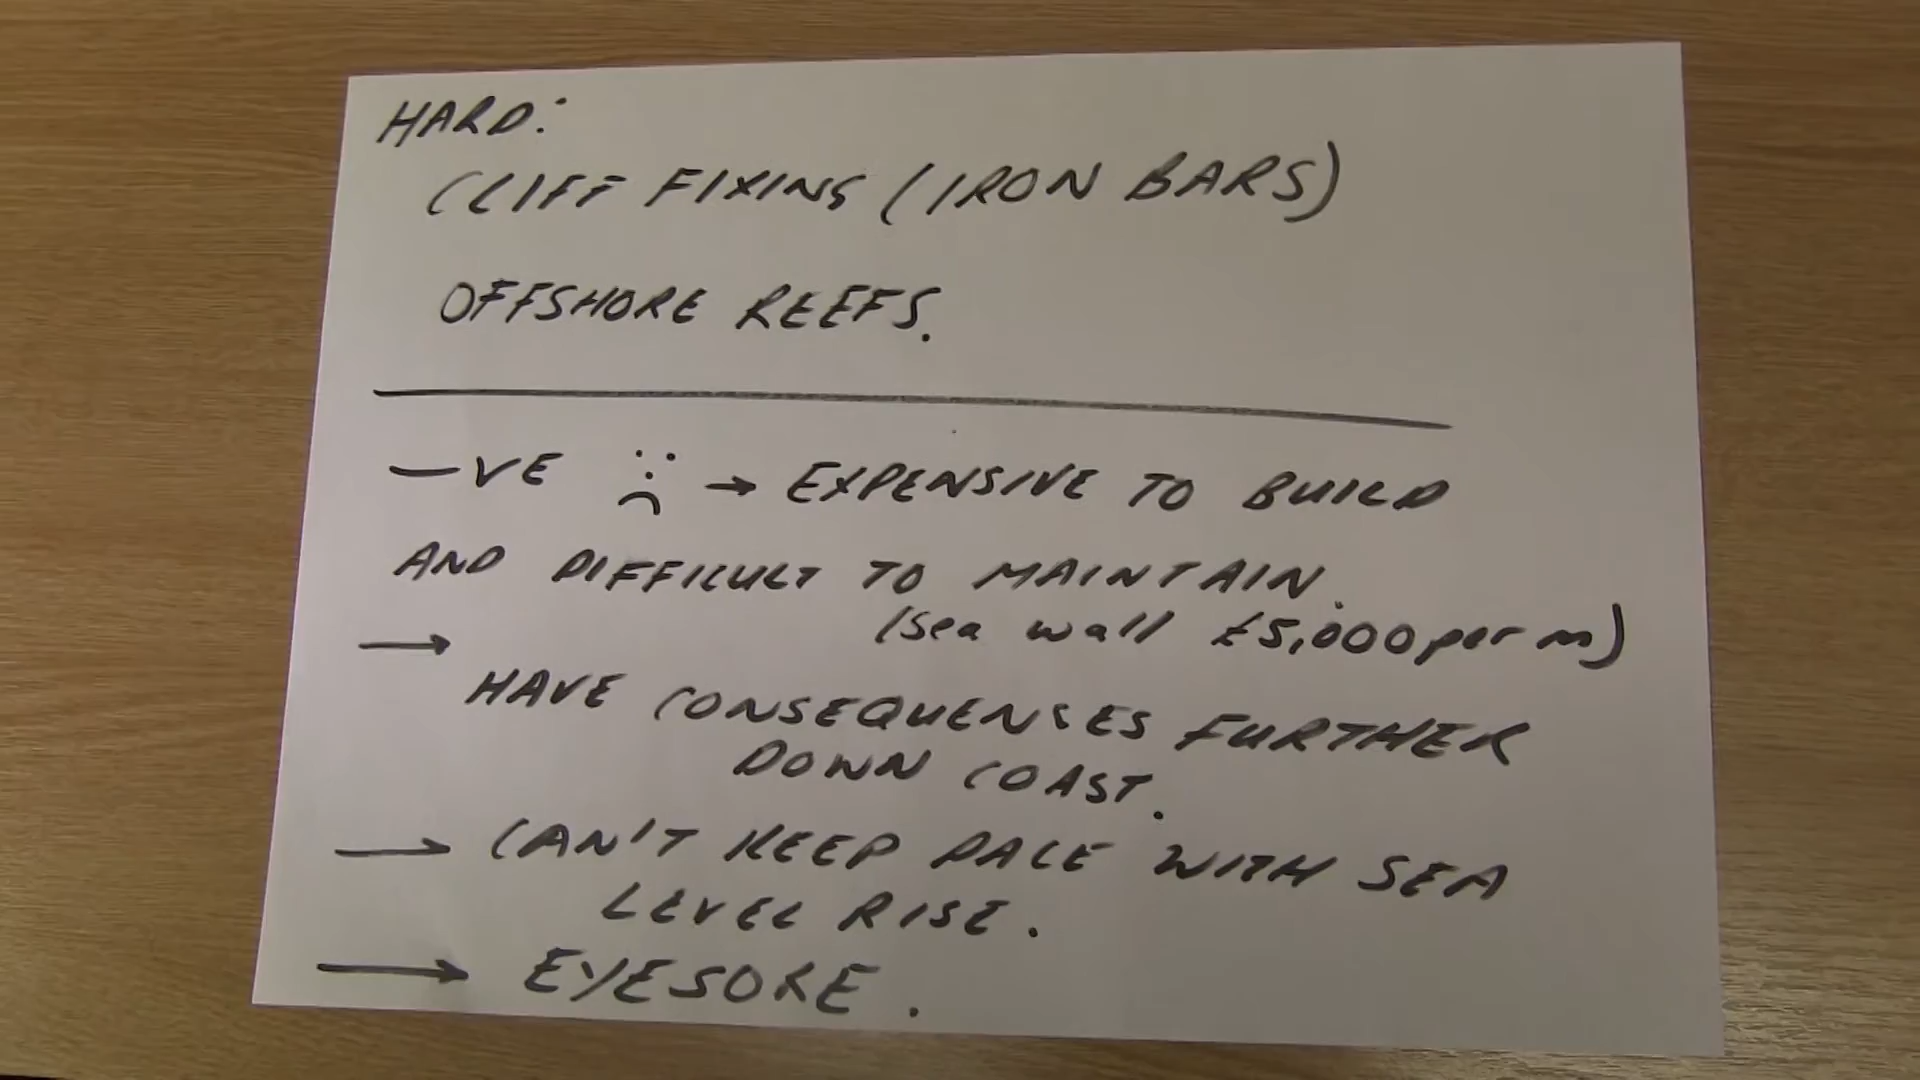 HARD:
CLIFF FIXING (IRON BARS)
OFFSHORE REEFS.
—VE :( → EXPENSIVE TO BUILD
AND DIFFICULT TO MAINTAIN.
(sea wall £5,000 per m)
→ HAVE CONSEQUENCES FURTHER
DOWN COAST.
→ CAN'T KEEP PACE WITH SEA
LEVEL RISE.
→ EYESORE.